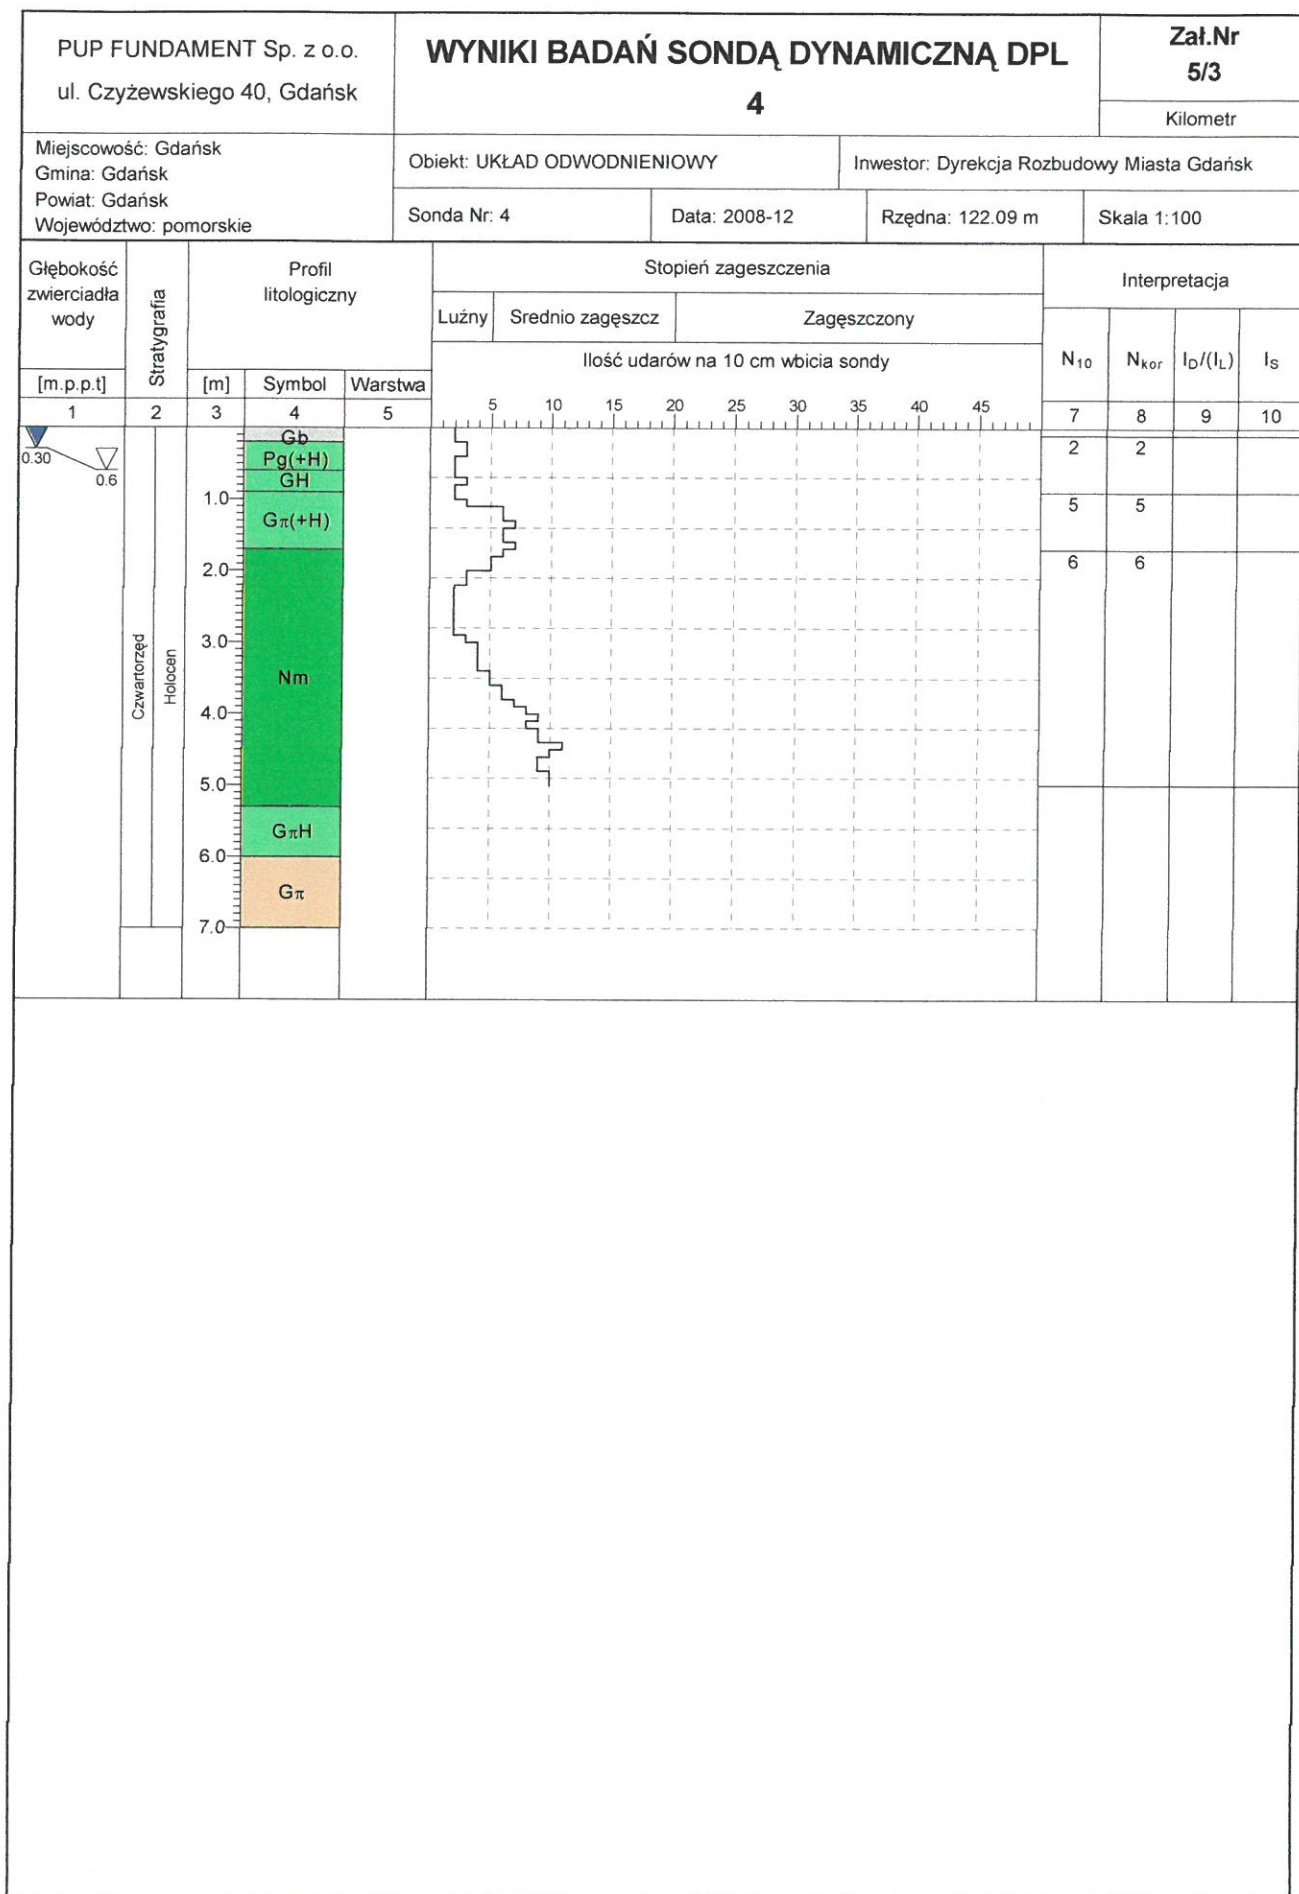 PUP FUNDAMENT Sp. z o.o.
ul. Czyżewskiego 40, Gdańsk
WYNIKI BADAŃ SONDĄ DYNAMICZNĄ DPL
4
Zał.Nr
5/3
Kilometr
Miejscowość: Gdańsk
Gmina: Gdańsk
Powiat: Gdańsk
Województwo: pomorskie
Obiekt: UKŁAD ODWODNIENIOWY
Inwestor: Dyrekcja Rozbudowy Miasta Gdańsk
Sonda Nr: 4
Data: 2008-12
Rzędna: 122.09 m
Skala 1:100
Głębokość
zwierciadła
wody
[m.p.p.t]
Stratygrafia
Profil
litologiczny
[m] Symbol Warstwa
Stopień zageszczenia
Luźny Srednio zagęszcz Zagęszczony
Ilość udarów na 10 cm wbicia sondy
5 10 15 20 25 30 35 40 45
Interpretacja
N10 Nkor ID/(IL) IS
1 2 3 4 5 7 8 9 10
0.30
0.6
Czwartorzęd
Holocen
1.0
2.0
3.0
4.0
5.0
6.0
7.0
Gb
Pg(+H)
GH
Gπ(+H)
Nm
GπH
Gπ
2 2
5 5
6 6